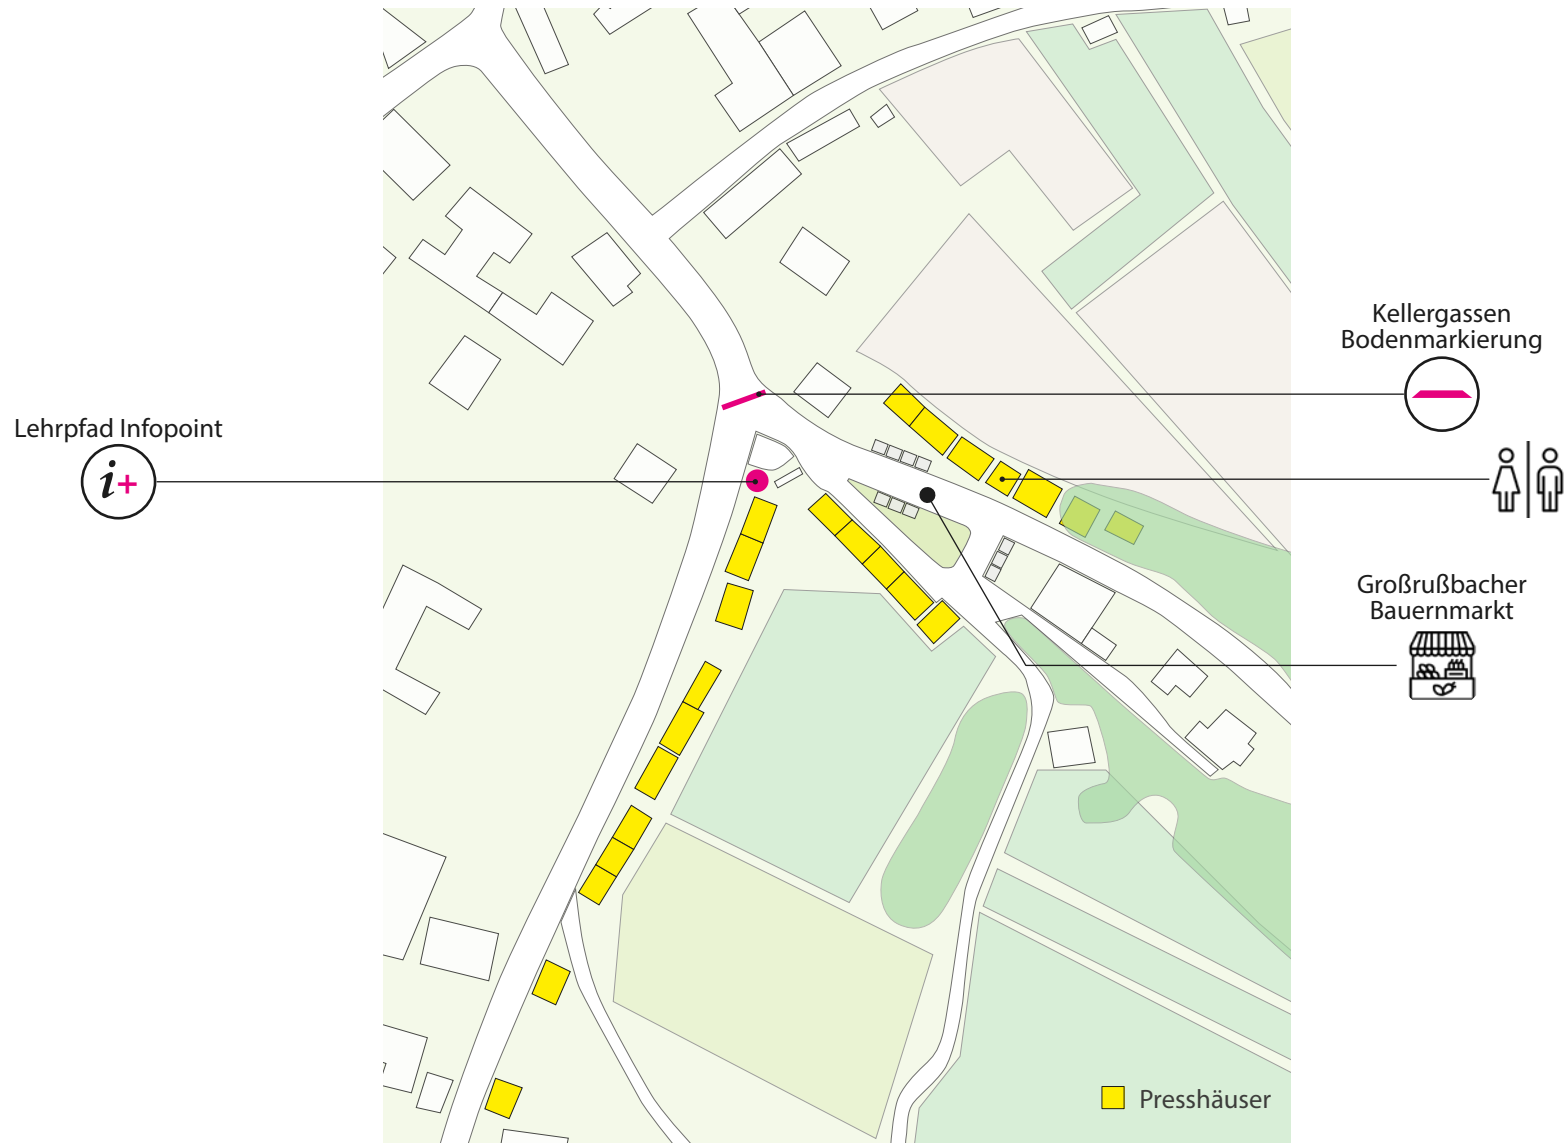 Kellergassen
Bodenmarkierung
Lehrpfad Infopoint
i+
Großrußbacher
Bauernmarkt
Presshäuser